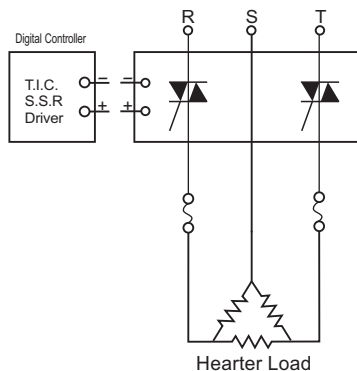 R S T
Digital Controller
T.I.C.
S.S.R
Driver
− −
+ +
Hearter Load